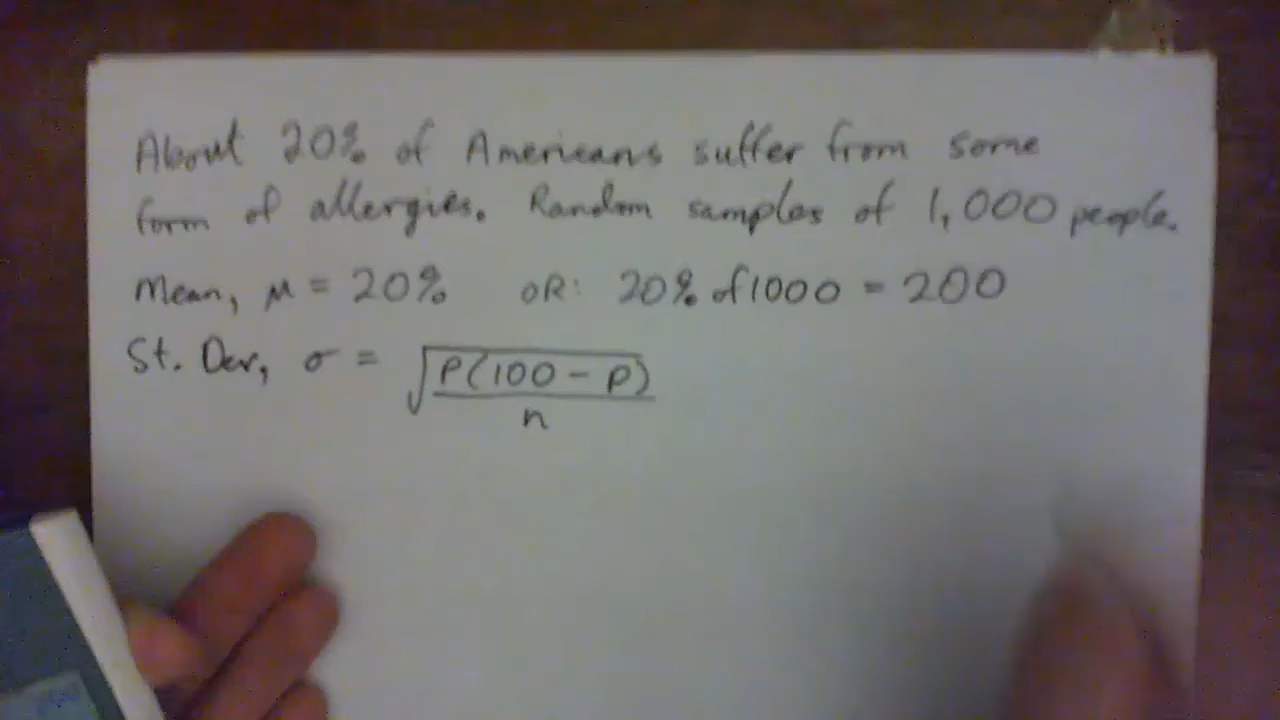 About 20% of Americans suffer from some
form of allergies. Random samples of 1,000 people.
Mean, μ = 20% OR: 20% of 1000 = 200
St. Dev, σ = √(P(100 - P)/n)